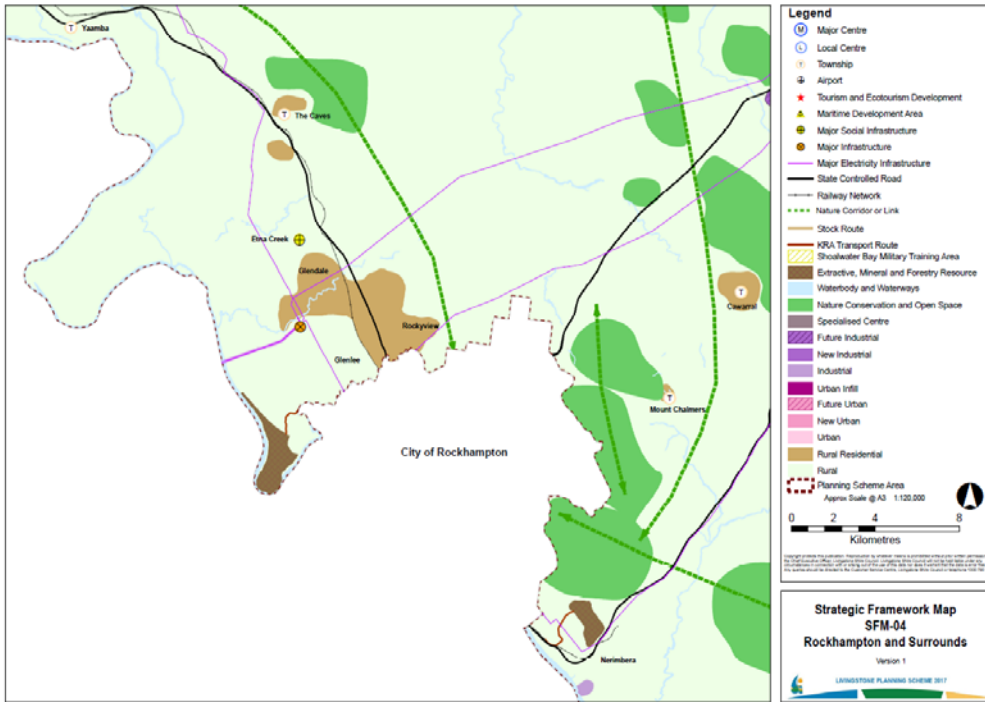 Yaamba
T
T
The Caves
Etna Creek
Glendale
Rockyview
Glenlee
T
Cawarral
T
Mount Chalmers
City of Rockhampton
Nerimbera
Legend
M Major Centre
L Local Centre
T Township
Airport
Tourism and Ecotourism Development
Maritime Development Area
Major Social Infrastructure
Major Infrastructure
Major Electricity Infrastructure
State Controlled Road
Railway Network
Nature Corridor or Link
Stock Route
KRA Transport Route
Shoalwater Bay Military Training Area
Extractive, Mineral and Forestry Resource
Waterbody and Waterways
Nature Conservation and Open Space
Specialised Centre
Future Industrial
New Industrial
Industrial
Urban Infill
Future Urban
New Urban
Urban
Rural Residential
Rural
Planning Scheme Area
Approx Scale @ A3 1:120,000
0 2 4 8
Kilometres
Strategic Framework Map
SFM-04
Rockhampton and Surrounds
Version 1
LIVINGSTONE PLANNING SCHEME 2017